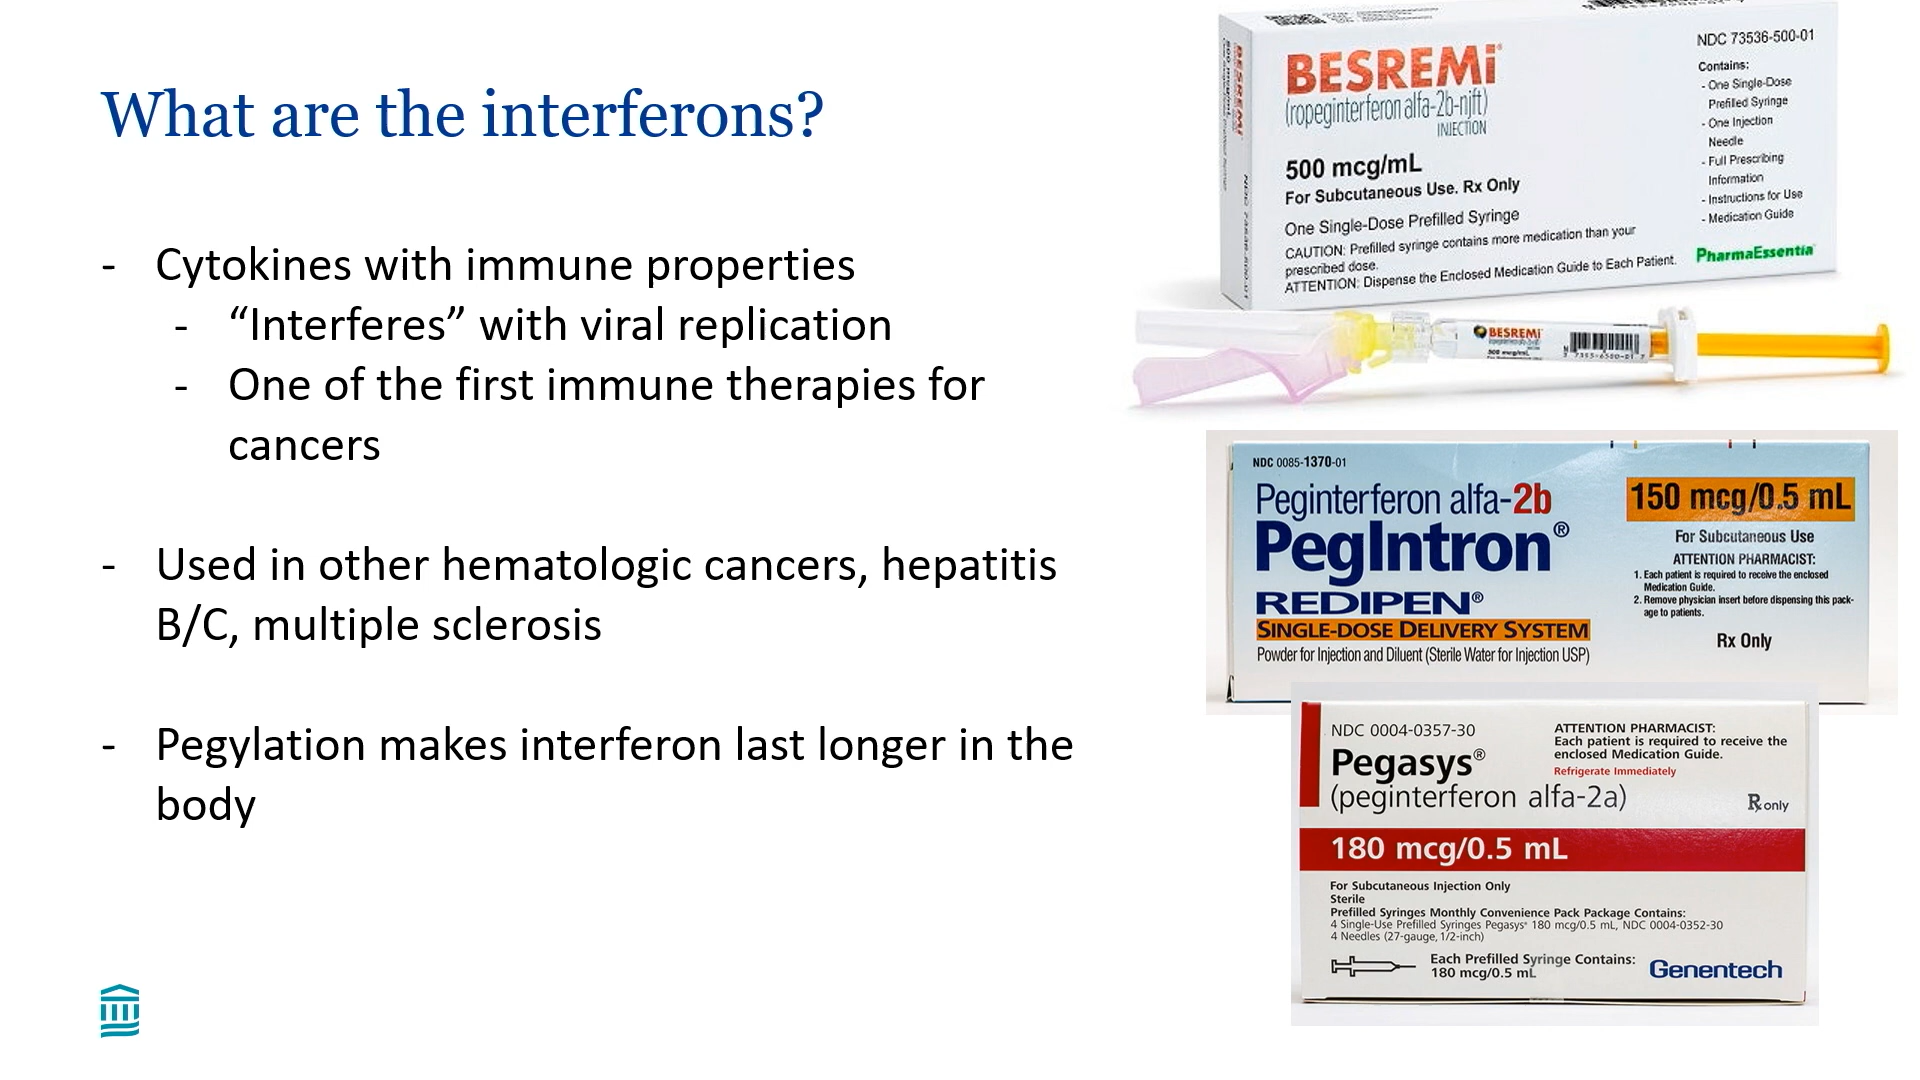 What are the interferons?
- Cytokines with immune properties
- “Interferes” with viral replication
- One of the first immune therapies for
cancers
- Used in other hematologic cancers, hepatitis
B/C, multiple sclerosis
- Pegylation makes interferon last longer in the
body
BESREMi
(ropeginterferon alfa-2b-njft)
INJECTION
500 mcg/mL
For Subcutaneous Use. Rx Only
One Single-Dose Prefilled Syringe
CAUTION: Prefilled syringe contains more medication than your
prescribed dose.
ATTENTION: Dispense the Enclosed Medication Guide to Each Patient.
NDC 73536-500-01
Contains:
- One Single-Dose
Prefilled Syringe
- One Injection
Needle
- Full Prescribing
Information
- Instructions for Use
- Medication Guide
PharmaEssentia
BESREMi
BESREMi
500 mcg/mL
NDC 0085-1370-01
Peginterferon alfa-2b
PegIntron®
REDIPEN®
SINGLE-DOSE DELIVERY SYSTEM
Powder for Injection and Diluent (Sterile Water for Injection USP)
150 mcg/0.5 mL
For Subcutaneous Use
ATTENTION PHARMACIST:
1. Each patient is required to receive the enclosed
Medication Guide.
2. Remove physician insert before dispensing this pack-
age to patients.
Rx Only
NDC 0004-0357-30
Pegasys®
(peginterferon alfa-2a)
ATTENTION PHARMACIST:
Each patient is required to receive the
enclosed Medication Guide.
Refrigerate Immediately
Rx only
180 mcg/0.5 mL
For Subcutaneous Injection Only
Sterile
Prefilled Syringes Monthly Convenience Pack Package Contains:
4 Single-Use Prefilled Syringes Pegasys® 180 mcg/0.5 mL, NDC 0004-0352-30
4 Needles (27-gauge, 1/2-inch)
Each Prefilled Syringe Contains:
180 mcg/0.5 mL
Genentech